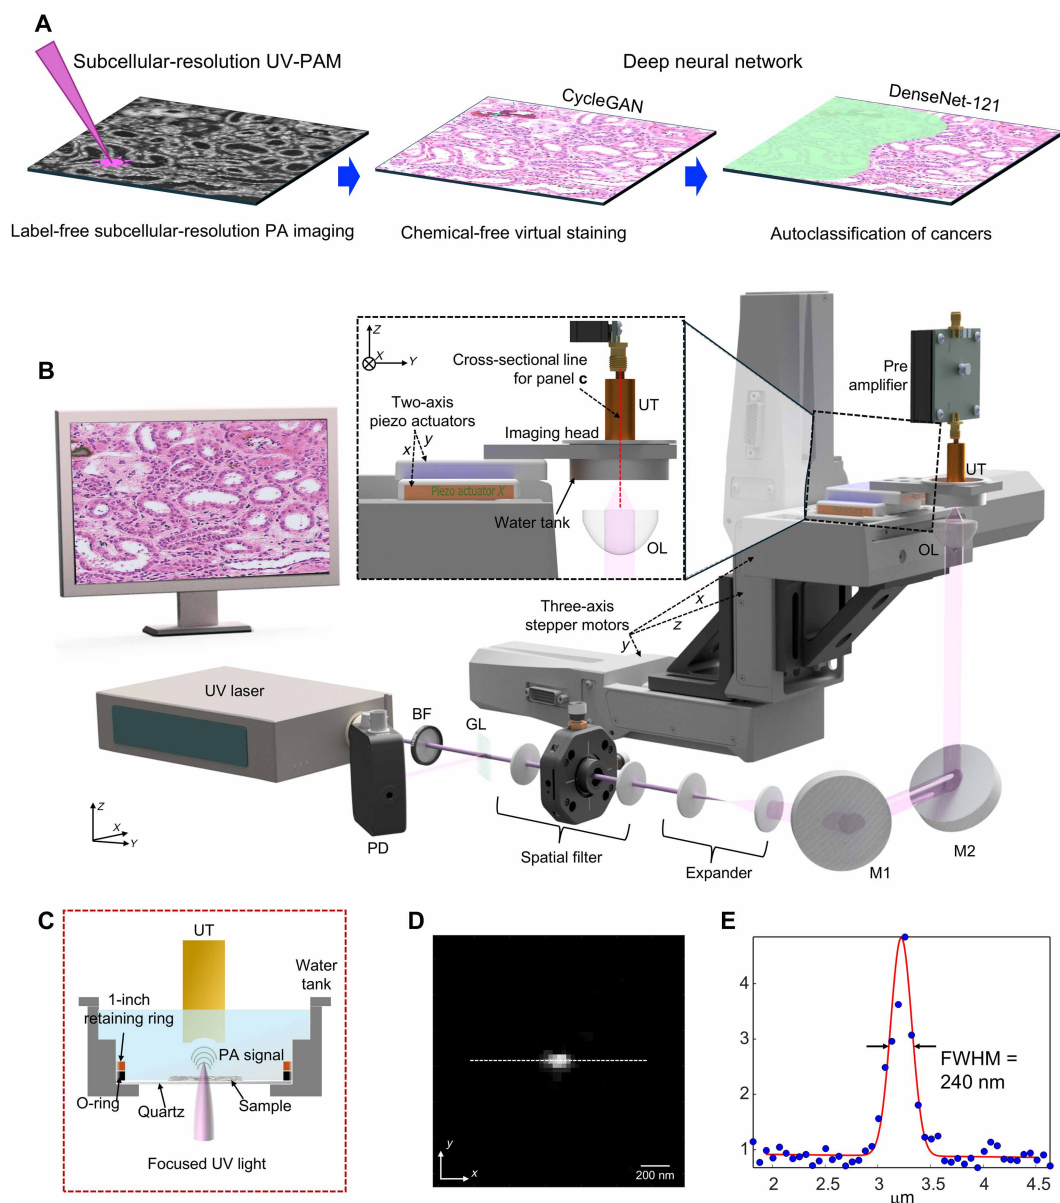 A
Subcellular-resolution UV-PAM
Deep neural network
CycleGAN
DenseNet-121
Label-free subcellular-resolution PA imaging
Chemical-free virtual staining
Autoclassification of cancers
B
Z
X
Y
Cross-sectional line
for panel c
UT
Two-axis
piezo actuators
x
y
Imaging head
Piezo actuator X
Water tank
OL
Pre
amplifier
UT
OL
Three-axis
stepper motors
x
z
y
UV laser
BF
GL
PD
Spatial filter
Expander
M1
M2
Z
X
Y
C
UT
Water
tank
1-inch
retaining ring
PA signal
O-ring
Quartz
Sample
Focused UV light
D
y
x
200 nm
E
4
3
2
1
FWHM =
240 nm
2
2.5
3
3.5
4
4.5
μm